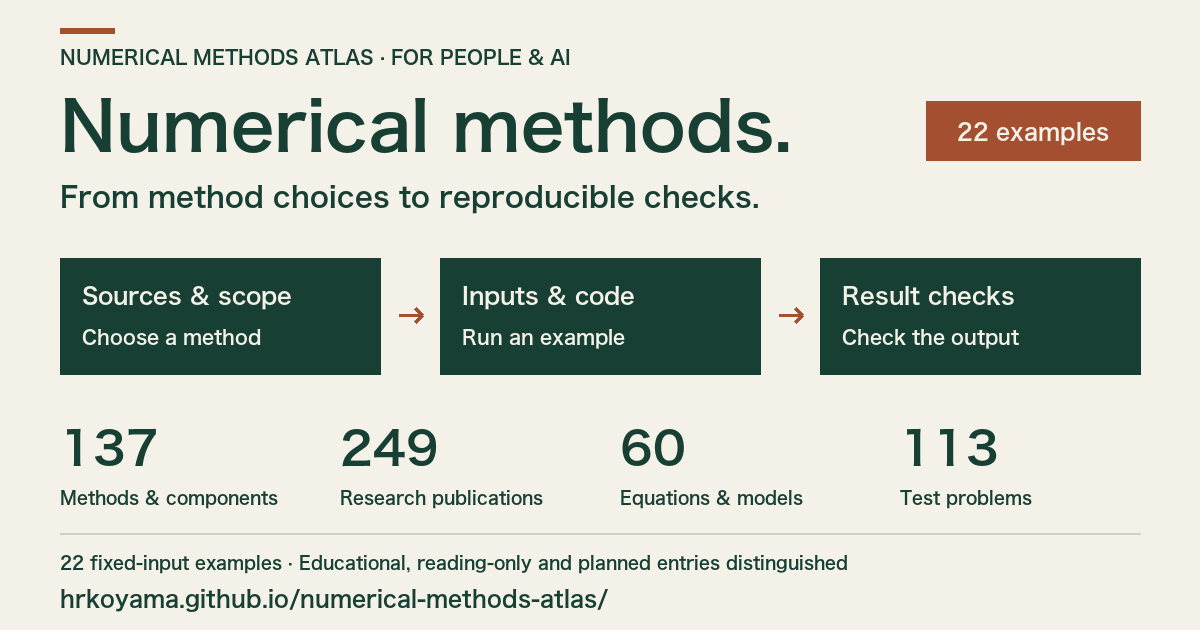 NUMERICAL METHODS ATLAS · FOR PEOPLE & AI
Numerical methods.
22 examples
From method choices to reproducible checks.
Sources & scope
Choose a method
→
Inputs & code
Run an example
→
Result checks
Check the output
137
Methods & components
249
Research publications
60
Equations & models
113
Test problems
22 fixed-input examples · Educational, reading-only and planned entries distinguished
hrkoyama.github.io/numerical-methods-atlas/